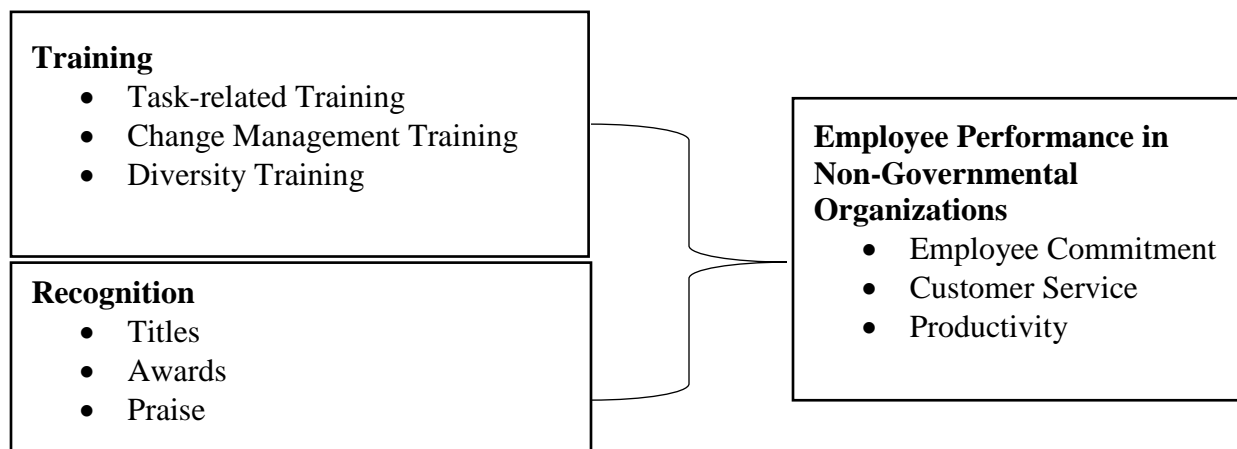 Training
• Task-related Training
• Change Management Training
• Diversity Training
Recognition
• Titles
• Awards
• Praise
Employee Performance in
Non-Governmental
Organizations
• Employee Commitment
• Customer Service
• Productivity